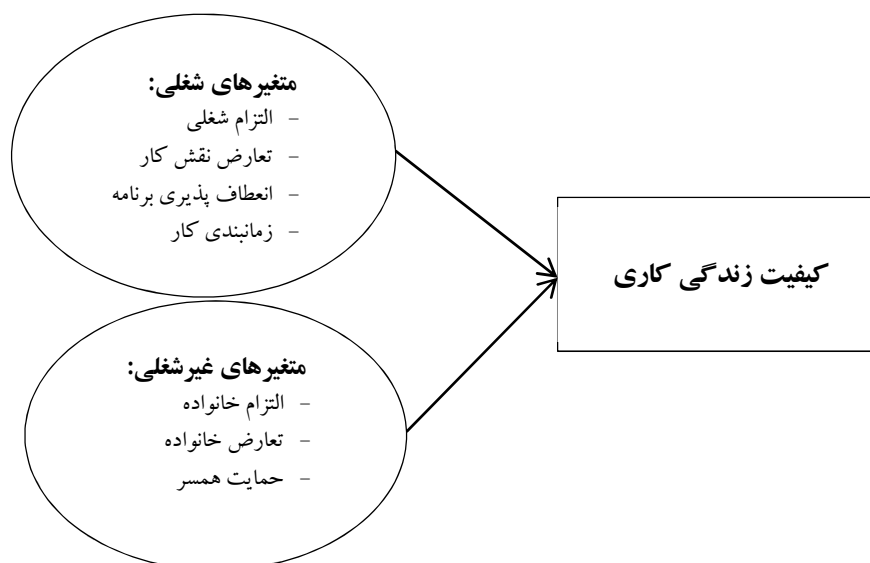 متغیرهای شغلی:
- التزام شغلی
- تعارض نقش کار
- انعطاف پذیری برنامه
- زمانبندی کار
کیفیت زندگی کاری
متغیرهای غیرشغلی:
- التزام خانواده
- تعارض خانواده
- حمایت همسر